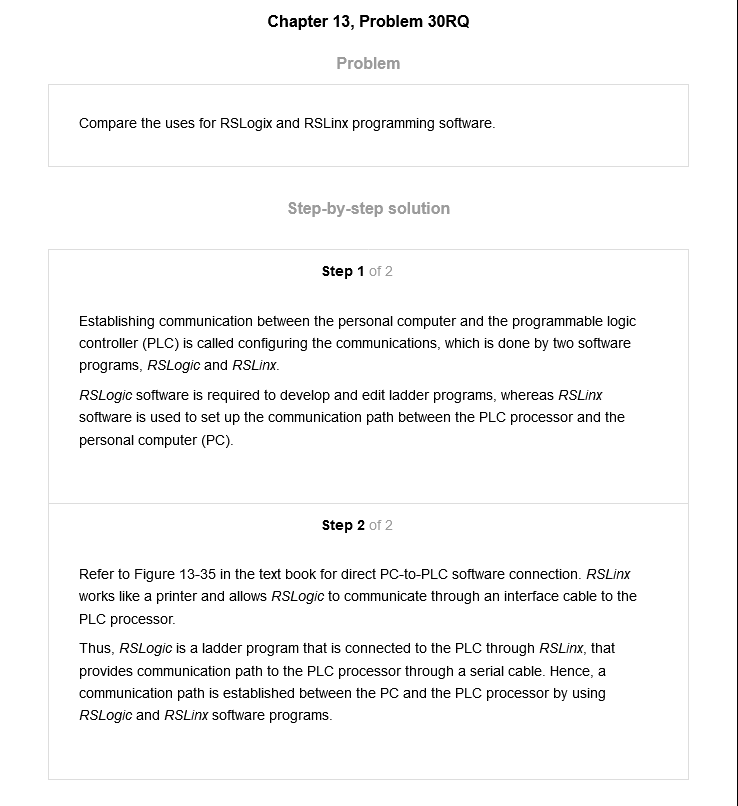 Chapter 13, Problem 30RQ
Problem
Compare the uses for RSLogix and RSLinx programming software.
Step-by-step solution
Step 1 of 2
Establishing communication between the personal computer and the programmable logic
controller (PLC) is called configuring the communications, which is done by two software
programs, RSLogic and RSLinx.
RSLogic software is required to develop and edit ladder programs, whereas RSLinx
software is used to set up the communication path between the PLC processor and the
personal computer (PC).
Step 2 of 2
Refer to Figure 13-35 in the text book for direct PC-to-PLC software connection. RSLinx
works like a printer and allows RSLogic to communicate through an interface cable to the
PLC processor.
Thus, RSLogic is a ladder program that is connected to the PLC through RSLinx, that
provides communication path to the PLC processor through a serial cable. Hence, a
communication path is established between the PC and the PLC processor by using
RSLogic and RSLinx software programs.